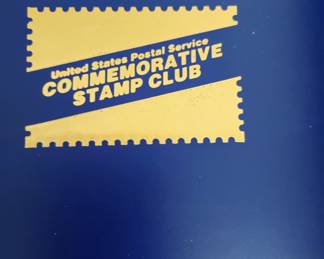 United States Postal Service
COMMEMORATIVE
STAMP CLUB